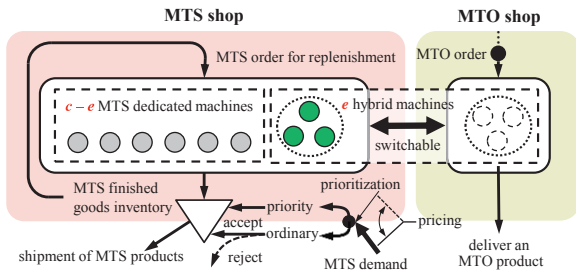 MTS shop
MTO shop
MTS order for replenishment
MTO order
c – e MTS dedicated machines
e hybrid machines
switchable
MTS finished
goods inventory
prioritization
priority
accept
ordinary
pricing
shipment of MTS products
reject
MTS demand
deliver an
MTO product